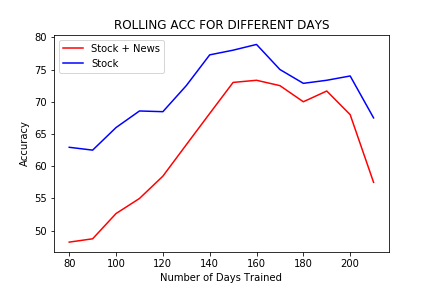 ROLLING ACC FOR DIFFERENT DAYS
Stock + News
Stock
Accuracy
80
75
70
65
60
55
50
80 100 120 140 160 180 200
Number of Days Trained